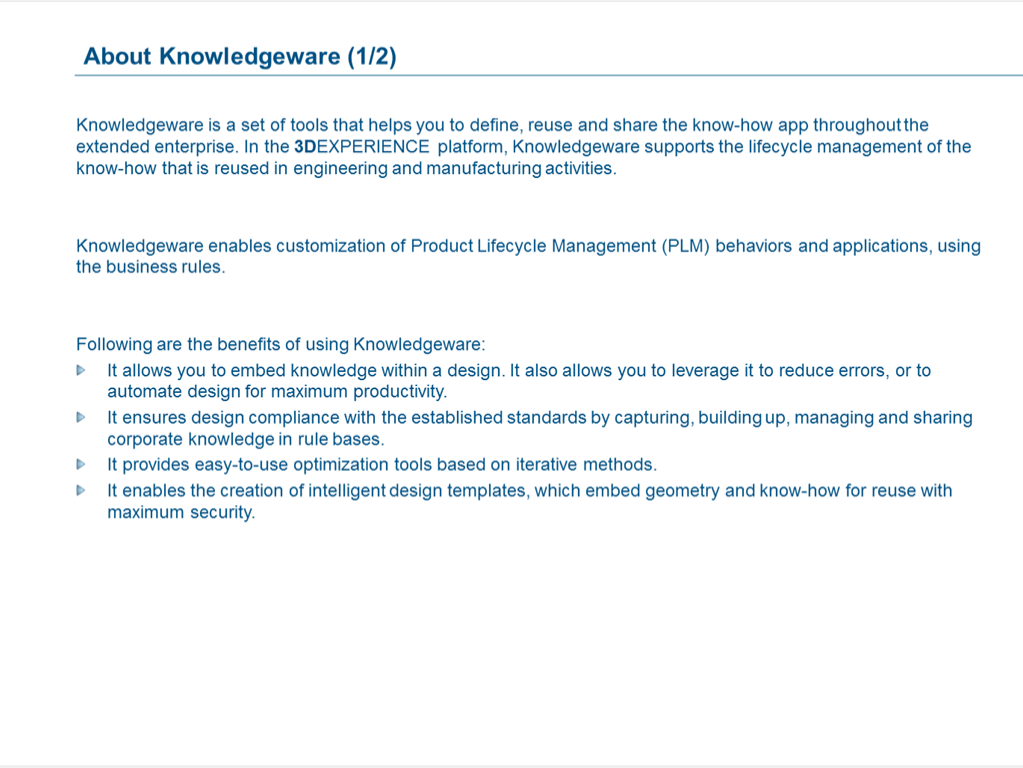 About Knowledgeware (1/2)
Knowledgeware is a set of tools that helps you to define, reuse and share the know-how app throughout the
extended enterprise. In the 3DEXPERIENCE platform, Knowledgeware supports the lifecycle management of the
know-how that is reused in engineering and manufacturing activities.
Knowledgeware enables customization of Product Lifecycle Management (PLM) behaviors and applications, using
the business rules.
Following are the benefits of using Knowledgeware:
It allows you to embed knowledge within a design. It also allows you to leverage it to reduce errors, or to
automate design for maximum productivity.
It ensures design compliance with the established standards by capturing, building up, managing and sharing
corporate knowledge in rule bases.
It provides easy-to-use optimization tools based on iterative methods.
It enables the creation of intelligent design templates, which embed geometry and know-how for reuse with
maximum security.